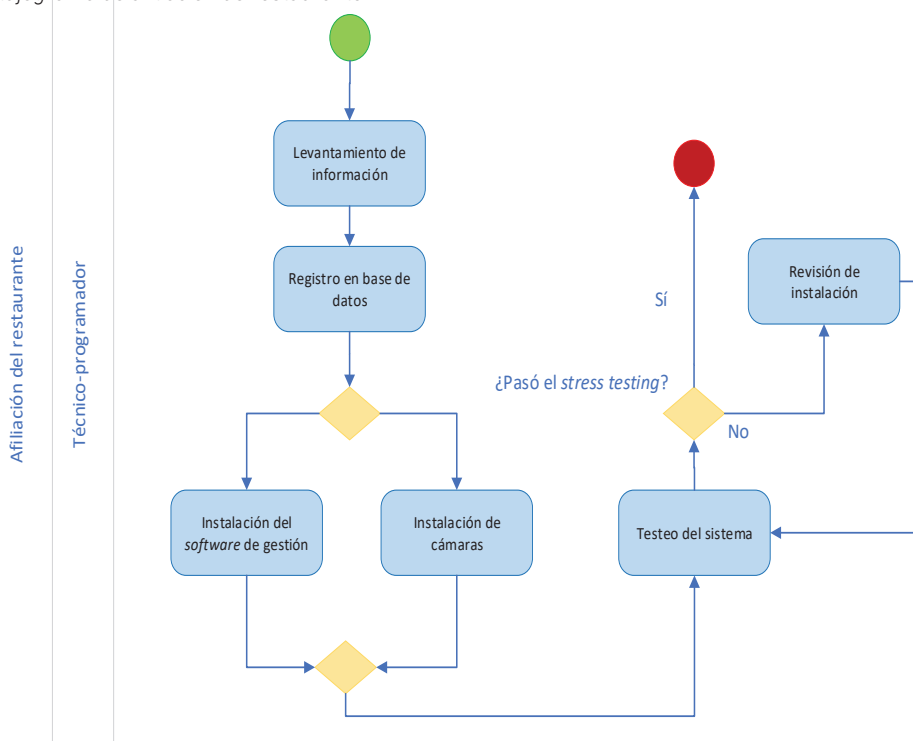 Afiliación del restaurante
Técnico-programador
Levantamiento de
información
Registro en base de
datos
Instalación del
software de gestión
Instalación de
cámaras
¿Pasó el stress testing?
Sí
No
Revisión de
instalación
Testeo del sistema